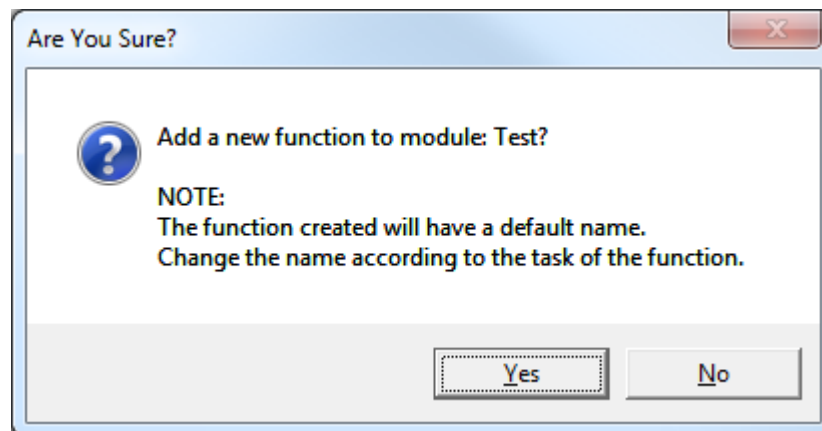 Are You Sure?
Add a new function to module: Test?
NOTE:
The function created will have a default name.
Change the name according to the task of the function.
Yes
No